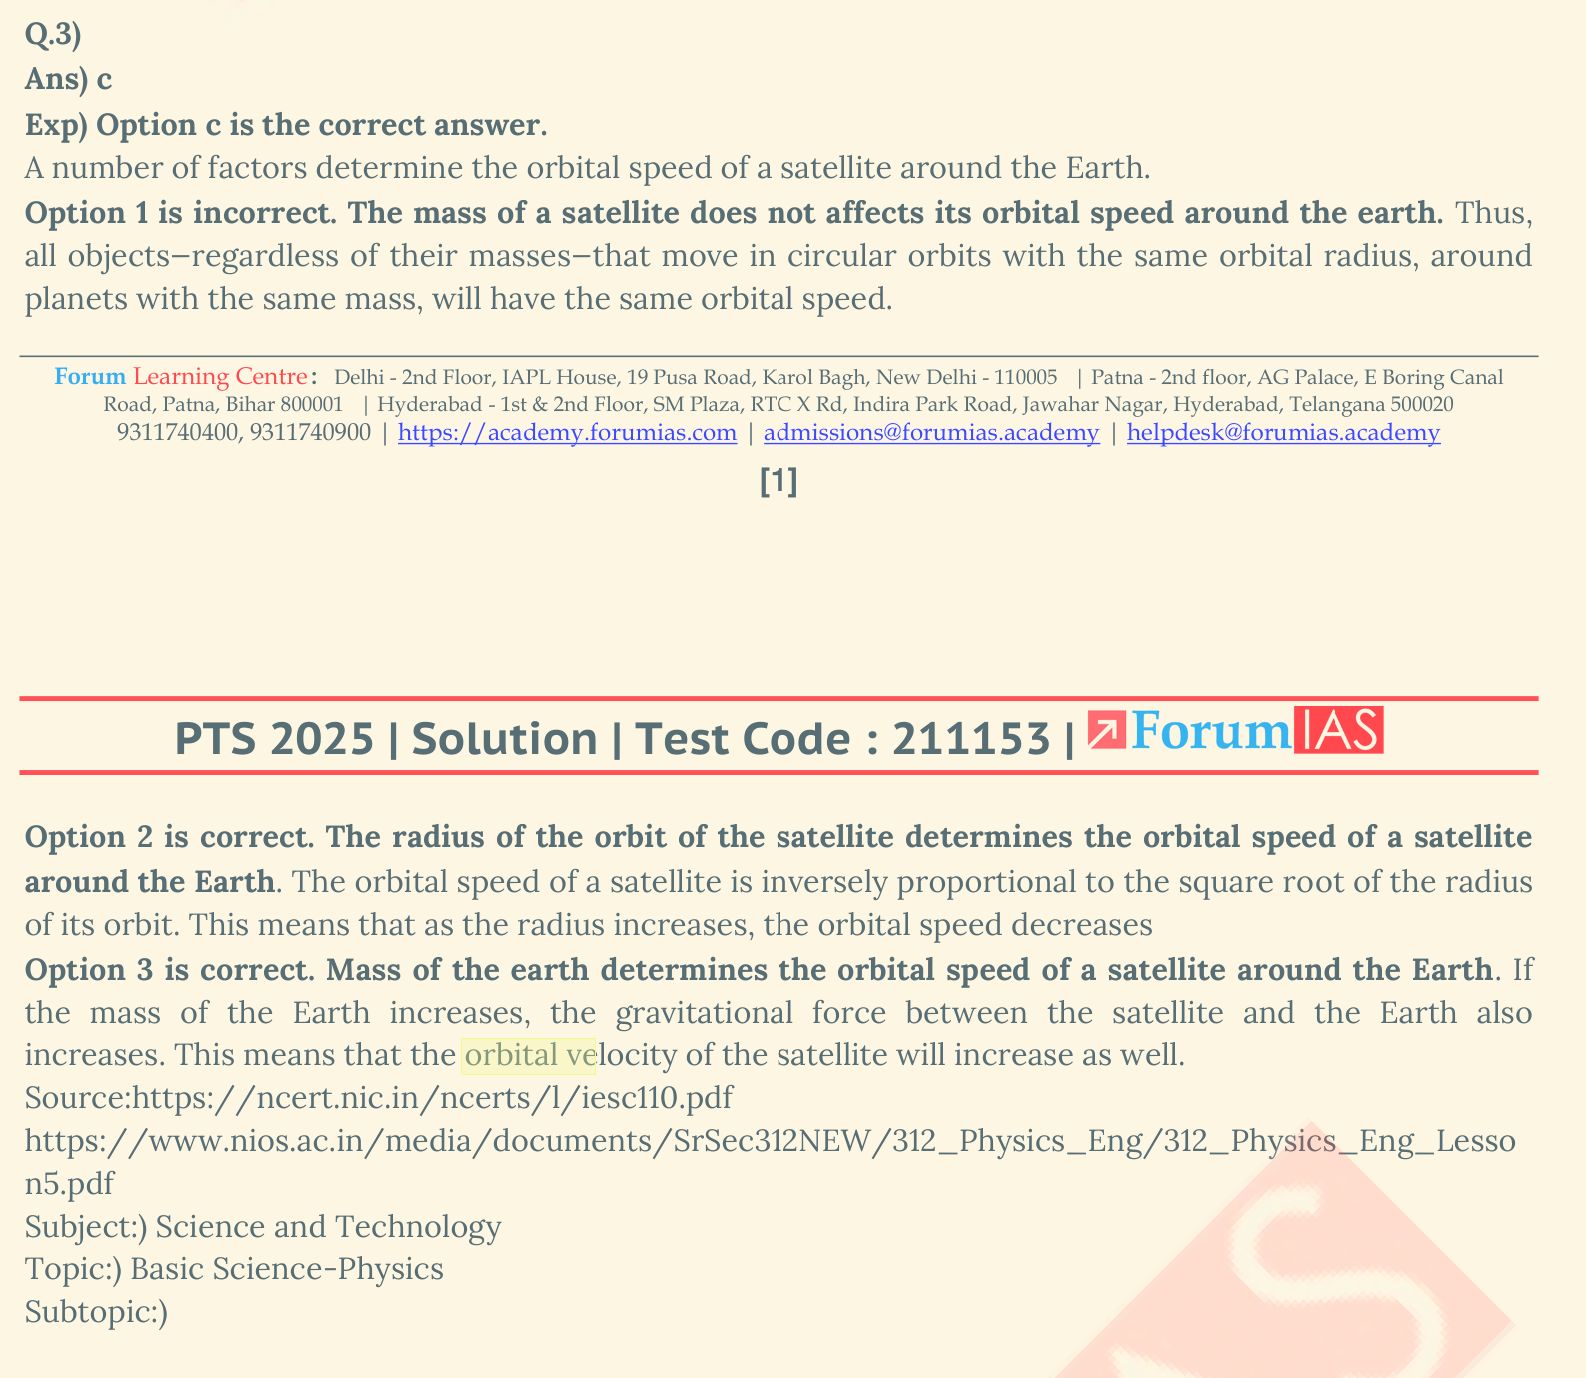 Q.3)
Ans) c
Exp) Option c is the correct answer.
A number of factors determine the orbital speed of a satellite around the Earth.
Option 1 is incorrect. The mass of a satellite does not affects its orbital speed around the earth. Thus,
all objects—regardless of their masses—that move in circular orbits with the same orbital radius, around
planets with the same mass, will have the same orbital speed.
Forum Learning Centre: Delhi - 2nd Floor, IAPL House, 19 Pusa Road, Karol Bagh, New Delhi - 110005 | Patna - 2nd floor, AG Palace, E Boring Canal
Road, Patna, Bihar 800001 | Hyderabad - 1st & 2nd Floor, SM Plaza, RTC X Rd, Indira Park Road, Jawahar Nagar, Hyderabad, Telangana 500020
9311740400, 9311740900 | https://academy.forumias.com | admissions@forumias.academy | helpdesk@forumias.academy
[1]
PTS 2025 | Solution | Test Code : 211153 | ForumIAS
Option 2 is correct. The radius of the orbit of the satellite determines the orbital speed of a satellite
around the Earth. The orbital speed of a satellite is inversely proportional to the square root of the radius
of its orbit. This means that as the radius increases, the orbital speed decreases
Option 3 is correct. Mass of the earth determines the orbital speed of a satellite around the Earth. If
the mass of the Earth increases, the gravitational force between the satellite and the Earth also
increases. This means that the orbital velocity of the satellite will increase as well.
Source:https://ncert.nic.in/ncerts/l/iesc110.pdf
https://www.nios.ac.in/media/documents/SrSec312NEW/312_Physics_Eng/312_Physics_Eng_Lesso
n5.pdf
Subject:) Science and Technology
Topic:) Basic Science-Physics
Subtopic:)